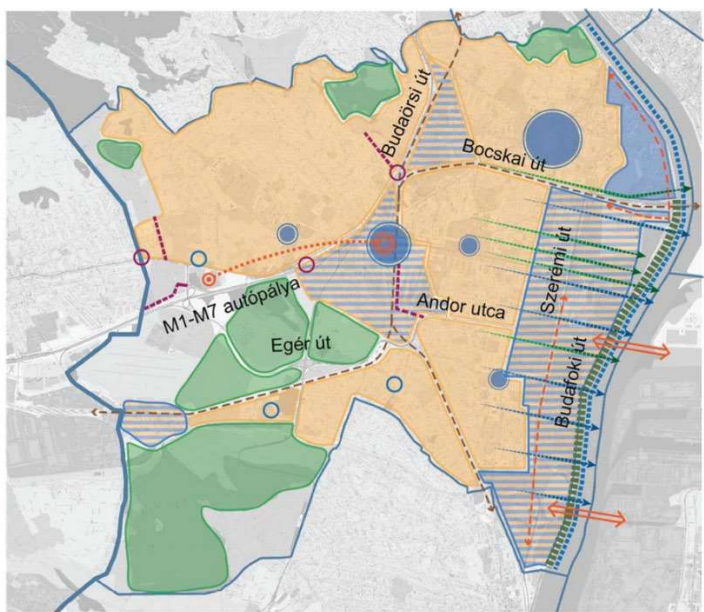 Budaörsi út
Bocskai út
Szerémi út
M1-M7 autópálya
Andor utca
Egér út
Budafoki út